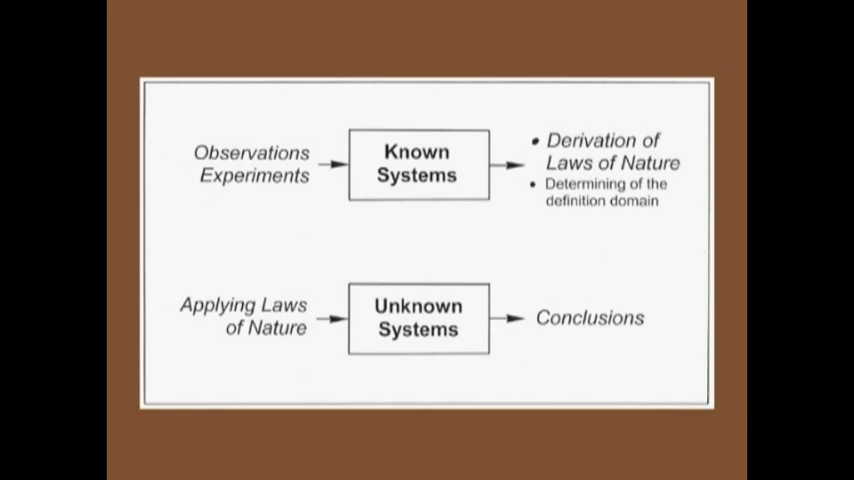 Observations
Experiments
Known
Systems
• Derivation of
Laws of Nature
• Determining of the
definition domain
Applying Laws
of Nature
Unknown
Systems
Conclusions